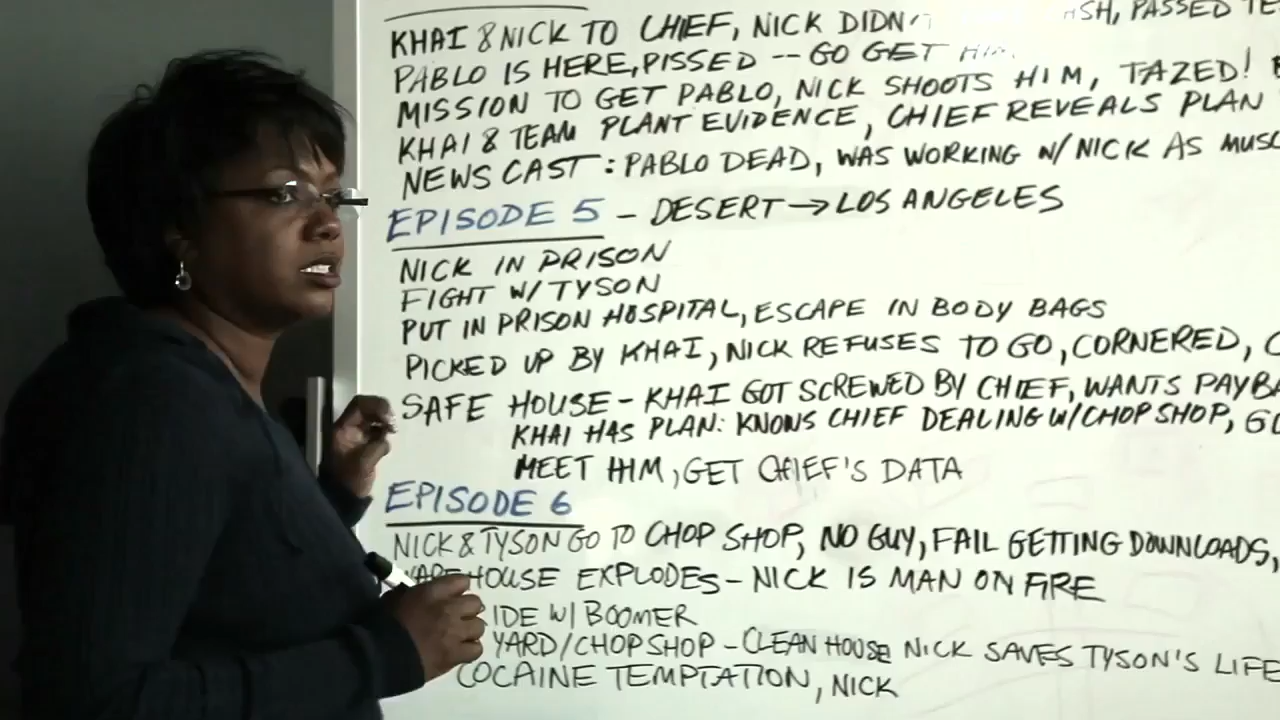 KHAI & NICK TO CHIEF, NICK DIDN'T PASSED
PABLO IS HERE, PISSED -- GO GET HIM.
MISSION TO GET PABLO, NICK SHOOTS HIM, TAZED!
KHAI & TEAM PLANT EVIDENCE, CHIEF REVEALS PLAN
NEWS CAST: PABLO DEAD, WAS WORKING W/NICK AS
EPISODE 5 - DESERT → LOS ANGELES
NICK IN PRISON
FIGHT W/TYSON
PUT IN PRISON HOSPITAL, ESCAPE IN BODY BAGS
PICKED UP BY KHAI, NICK REFUSES TO GO, CORNERED,
SAFE HOUSE - KHAI GOT SCREWED BY CHIEF, WANTS
KHAI HAS PLAN: KNOWS CHIEF DEALING W/CHOP SHOP,
MEET HIM, GET CHIEF'S DATA
EPISODE 6
NICK & TYSON GO TO CHOP SHOP, NO GUY, FAIL GETTING DOWNLOADS,
WAREHOUSE EXPLODES - NICK IS MAN ON FIRE
IDE W/ BOOMER
YARD/CHOP SHOP - CLEAN HOUSE NICK SAVES TYSON'S LIFE
COCAINE TEMPTATION, NICK